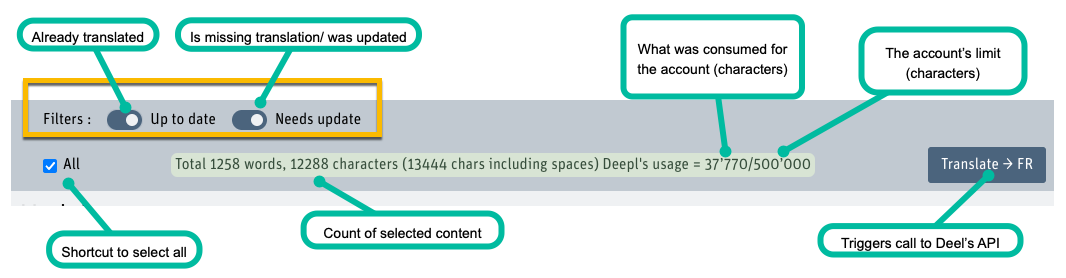 Already translated
Is missing translation/ was updated
What was consumed for
the account (characters)
The account's limit
(characters)
Filters :
Up to date
Needs update
All
Total 1258 words, 12288 characters (13444 chars including spaces) Deepl's usage = 37'770/500'000
Translate → FR
Shortcut to select all
Count of selected content
Triggers call to Deel's API